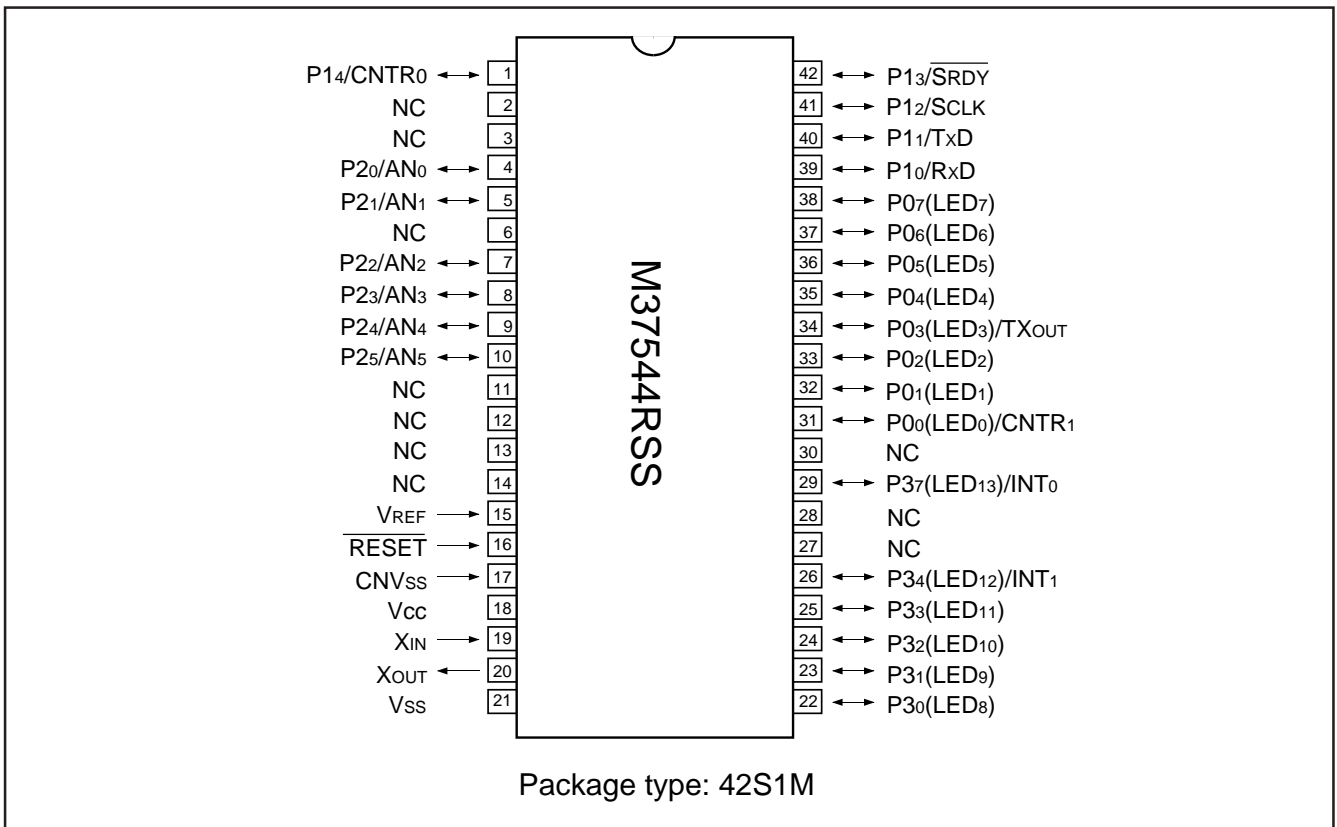 P14/CNTR0 1
NC 2
NC 3
P20/AN0 4
P21/AN1 5
NC 6
P22/AN2 7
P23/AN3 8
P24/AN4 9
P25/AN5 10
NC 11
NC 12
NC 13
NC 14
VREF 15
RESET 16
CNVSS 17
VCC 18
XIN 19
XOUT 20
VSS 21
M37544RSS
42 P13/SRDY
41 P12/SCLK
40 P11/TXD
39 P10/RXD
38 P07(LED7)
37 P06(LED6)
36 P05(LED5)
35 P04(LED4)
34 P03(LED3)/TXOUT
33 P02(LED2)
32 P01(LED1)
31 P00(LED0)/CNTR1
30 NC
29 P37(LED13)/INT0
28 NC
27 NC
26 P34(LED12)/INT1
25 P33(LED11)
24 P32(LED10)
23 P31(LED9)
22 P30(LED8)
Package type: 42S1M